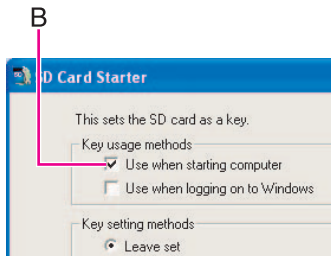 B
SD Card Starter
This sets the SD card as a key.
Key usage methods
Use when starting computer
Use when logging on to Windows
Key setting methods
Leave set